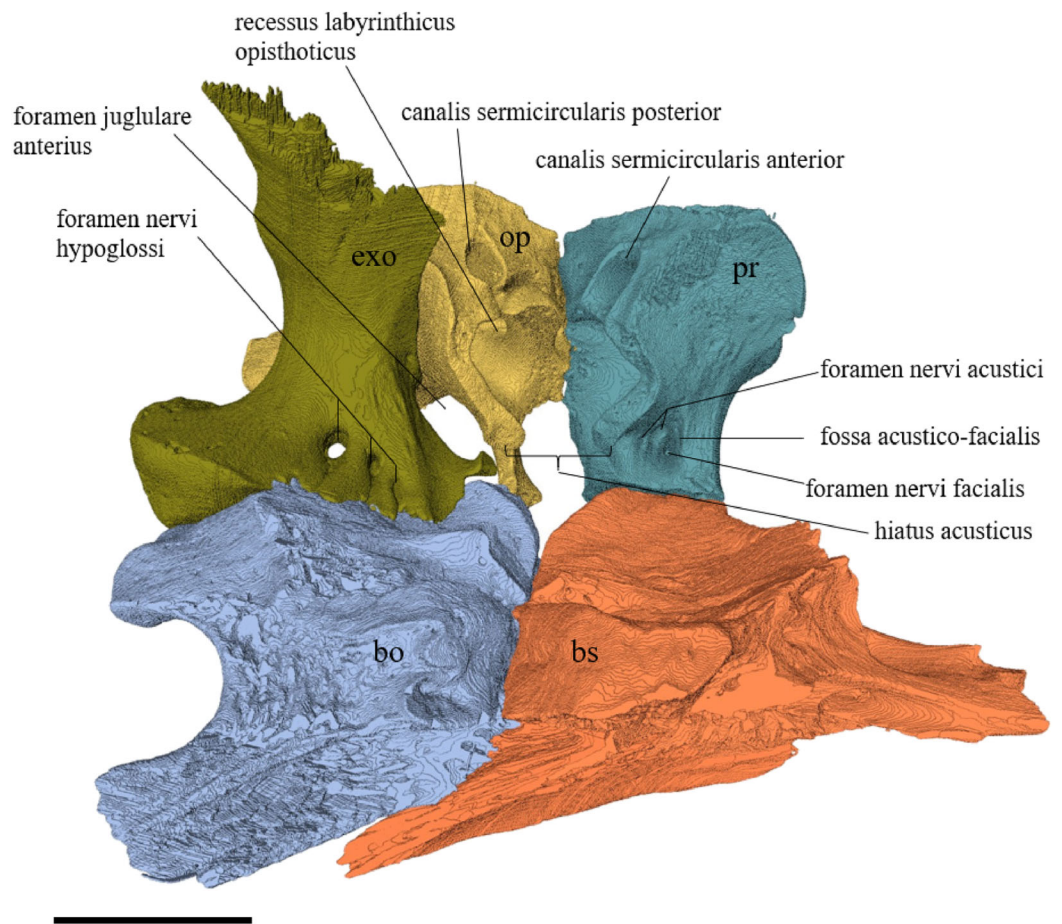 recessus labyrinthicus
opisthoticus
foramen juglulare
anterius
canalis sermicircularis posterior
canalis sermicircularis anterior
foramen nervi
hypoglossi
op
exo
pr
foramen nervi acustici
fossa acustico-facialis
foramen nervi facialis
hiatus acusticus
bo
bs